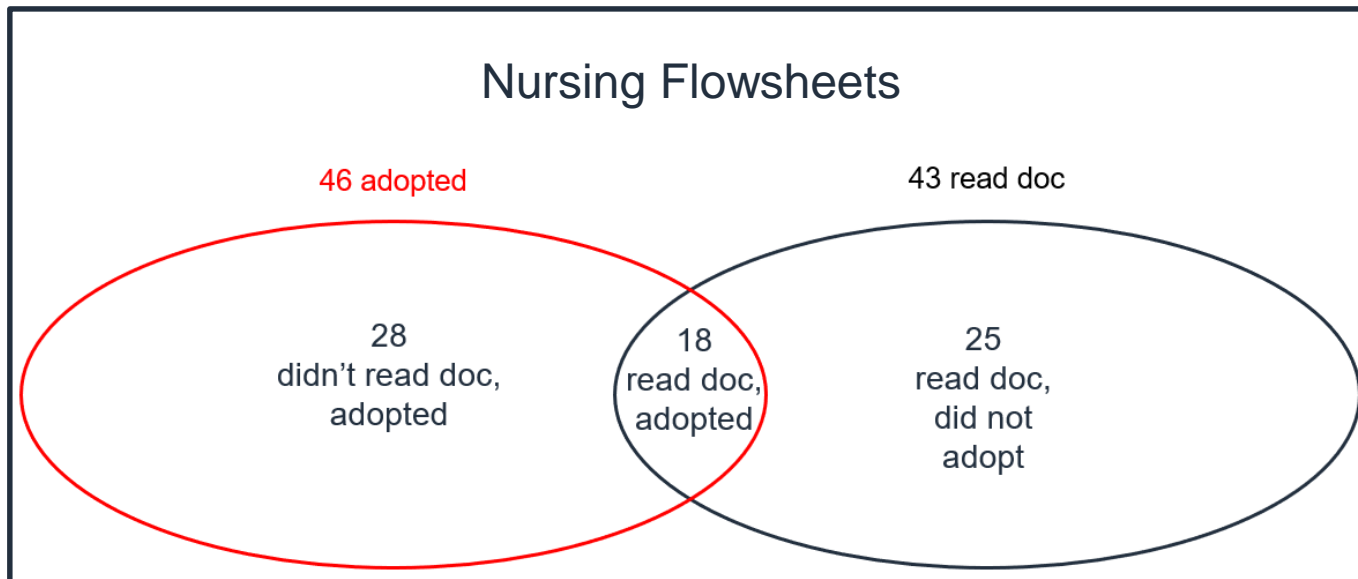 Nursing Flowsheets
46 adopted
43 read doc
28
didn’t read doc,
adopted
18
read doc,
adopted
25
read doc,
did not
adopt